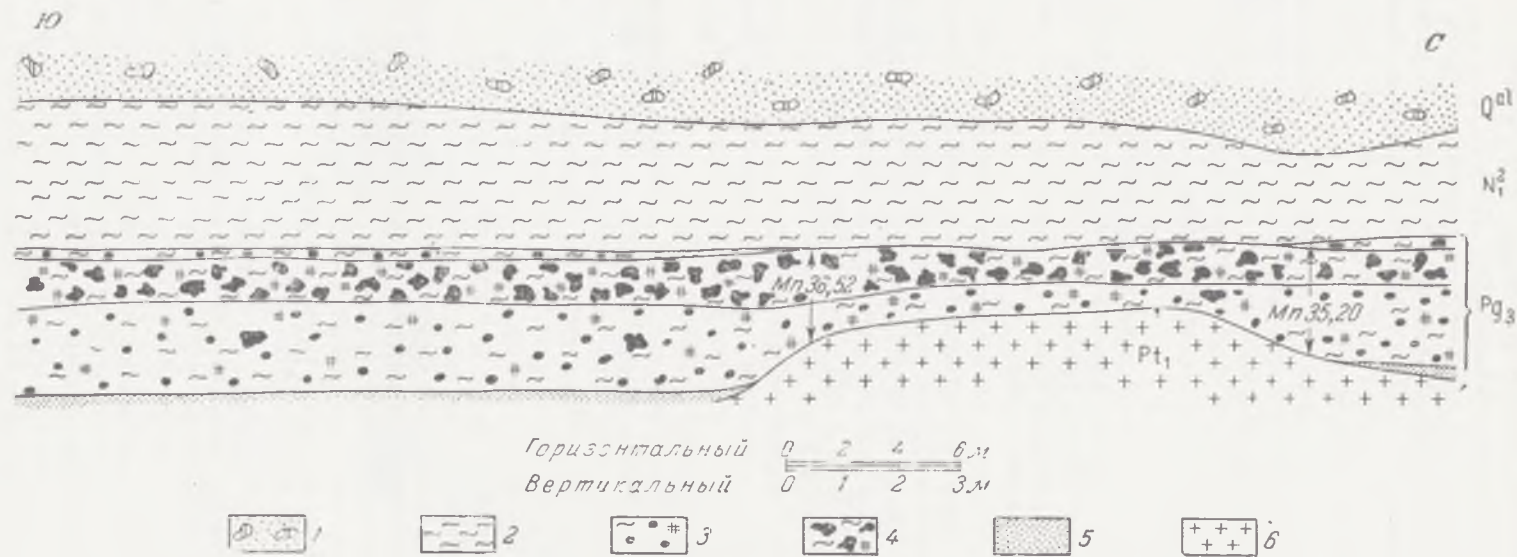 Ю
С
Qal
N₁²
Mn 36,52
Mn 35,20
Pg₃
Pt₁
Горизонтальный 0 2 4 6 м
Вертикальный 0 1 2 3 м
1 2 3 4 5 6